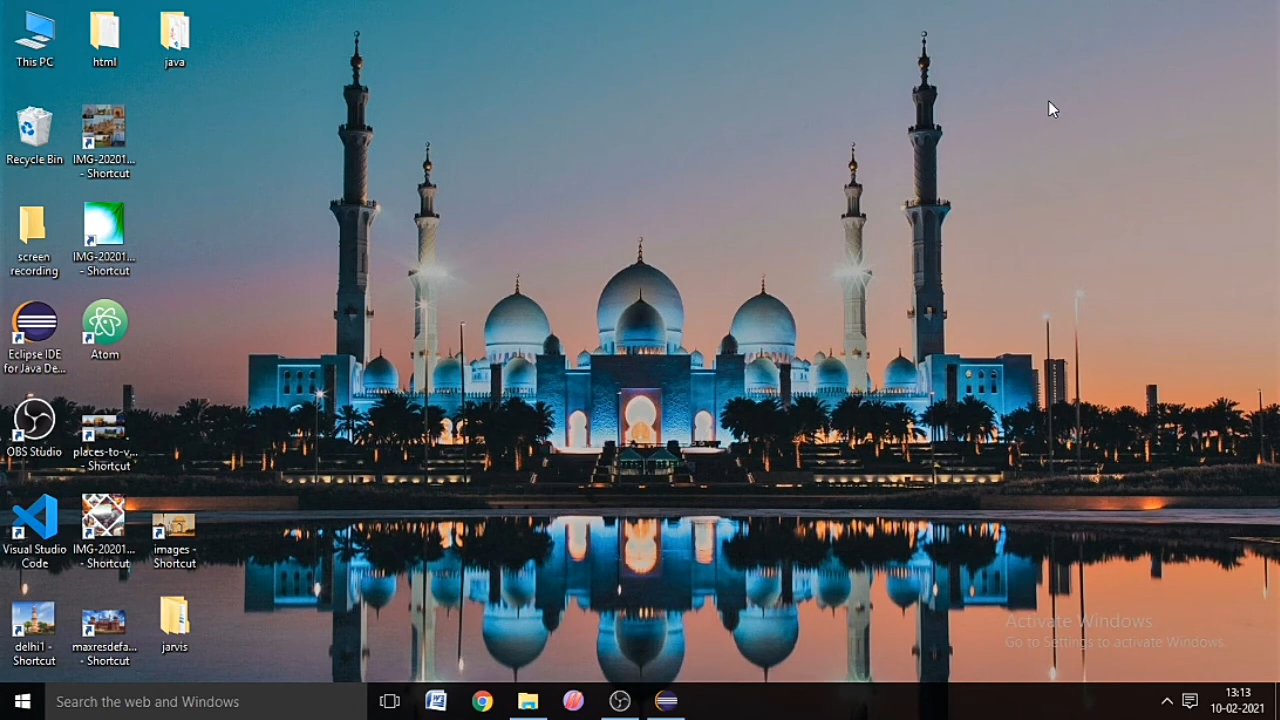 This PC
html
java
Recycle Bin
IMG-20201...
- Shortcut
screen
recording
IMG-20201...
- Shortcut
Eclipse IDE
for Java De...
Atom
OBS Studio
places-to-v...
- Shortcut
Visual Studio
Code
IMG-20201...
- Shortcut
images -
Shortcut
delhi1 -
Shortcut
maxresdefa...
- Shortcut
jarvis
Activate Windows
Go to Settings to activate Windows.
Search the web and Windows
13:13
10-02-2021